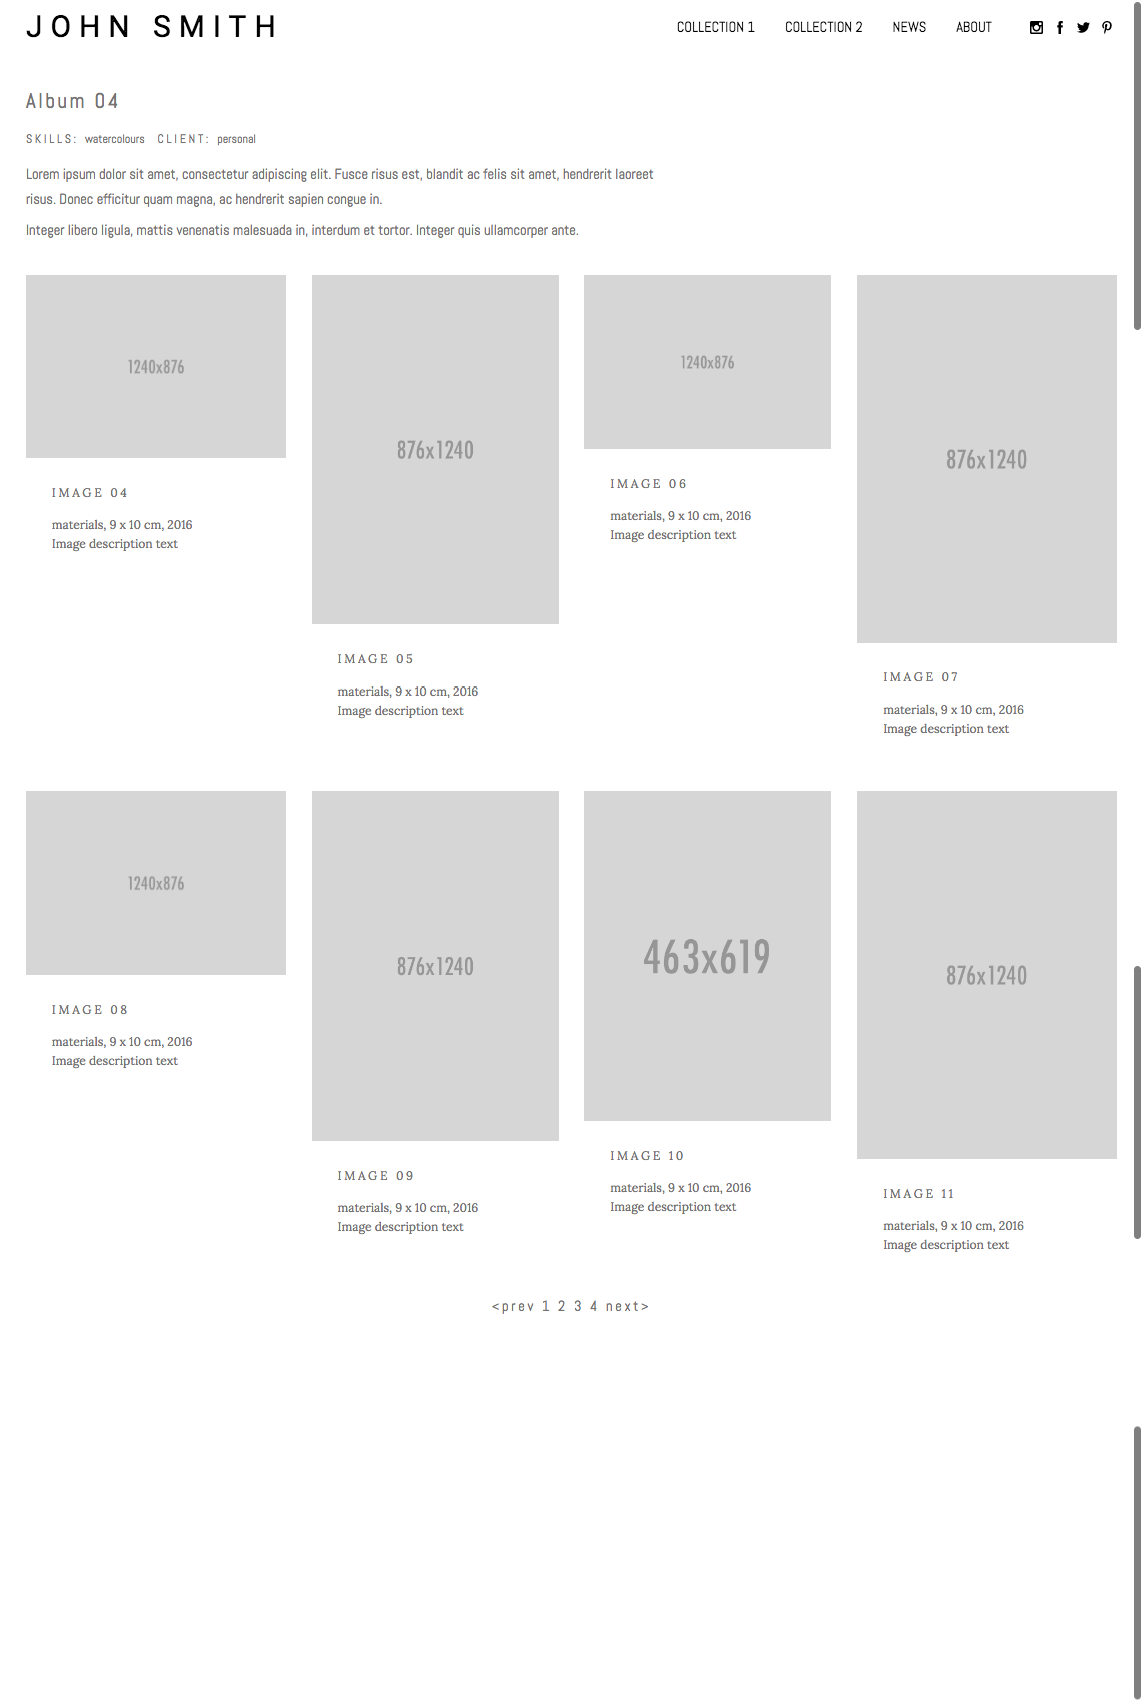 JOHN SMITH
COLLECTION 1 COLLECTION 2 NEWS ABOUT
Album 04
SKILLS: watercolours CLIENT: personal
Lorem ipsum dolor sit amet, consectetur adipiscing elit. Fusce risus est, blandit ac felis sit amet, hendrerit laoreet
risus. Donec efficitur quam magna, ac hendrerit sapien congue in.
Integer libero ligula, mattis venenatis malesuada in, interdum et tortor. Integer quis ullamcorper ante.
1240x876
IMAGE 04
materials, 9 x 10 cm, 2016
Image description text
876x1240
IMAGE 05
materials, 9 x 10 cm, 2016
Image description text
1240x876
IMAGE 06
materials, 9 x 10 cm, 2016
Image description text
876x1240
IMAGE 07
materials, 9 x 10 cm, 2016
Image description text
1240x876
IMAGE 08
materials, 9 x 10 cm, 2016
Image description text
876x1240
IMAGE 09
materials, 9 x 10 cm, 2016
Image description text
463x619
IMAGE 10
materials, 9 x 10 cm, 2016
Image description text
876x1240
IMAGE 11
materials, 9 x 10 cm, 2016
Image description text
<prev 1 2 3 4 next>